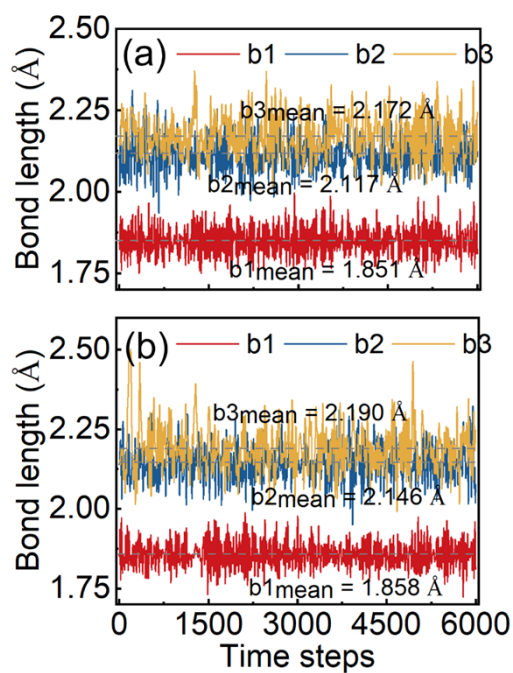 (a) b1 b2 b3
Bond length (Å)
2.50
2.25
2.00
1.75
b3mean = 2.172 Å
b2mean = 2.117 Å
b1mean = 1.851 Å
(b) b1 b2 b3
Bond length (Å)
2.50
2.25
2.00
1.75
b3mean = 2.190 Å
b2mean = 2.146 Å
b1mean = 1.858 Å
0 1500 3000 4500 6000
Time steps